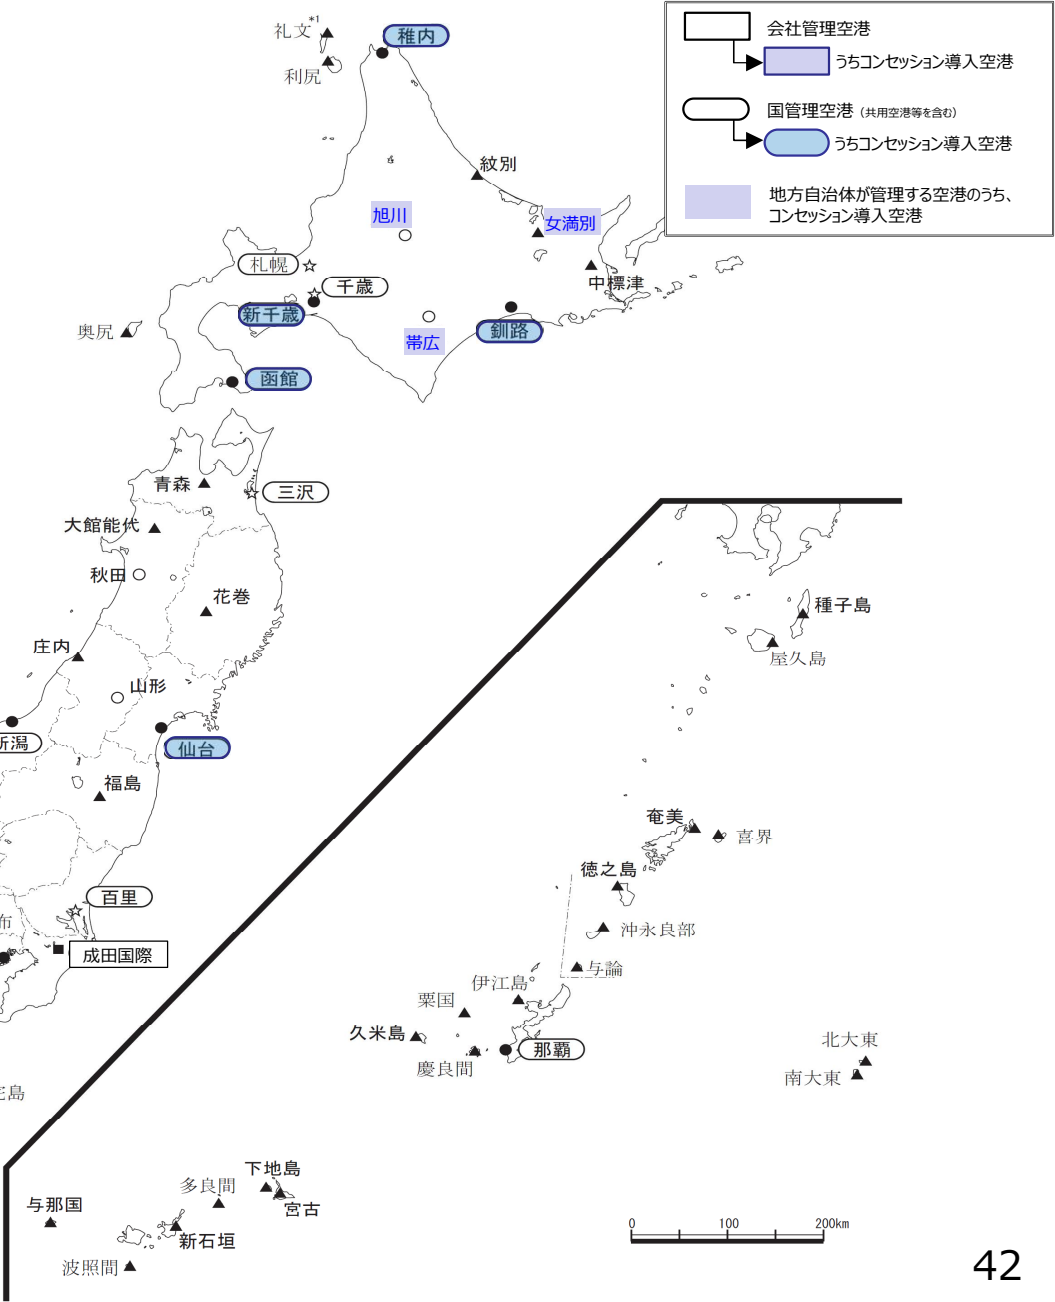 会社管理空港
うちコンセッション導入空港
国管理空港（共用空港等を含む）
うちコンセッション導入空港
地方自治体が管理する空港のうち、
コンセッション導入空港
礼文*1
稚内
利尻
紋別
旭川
女満別
札幌
中標津
千歳
新千歳
奥尻
帯広
釧路
函館
青森
三沢
大館能代
秋田
花巻
庄内
山形
新潟
仙台
福島
百里
布
成田国際
種子島
屋久島
奄美
喜界
徳之島
沖永良部
与論
伊江島
粟国
久米島
那覇
慶良間
北大東
南大東
宅島
下地島
多良間
宮古
与那国
新石垣
波照間
0 100 200km
42